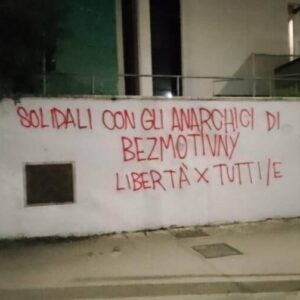 SOLIDALI CON GLI ANARCHICI DI
BEZMOTIVNY
LIBERTÀ X TUTTI/E